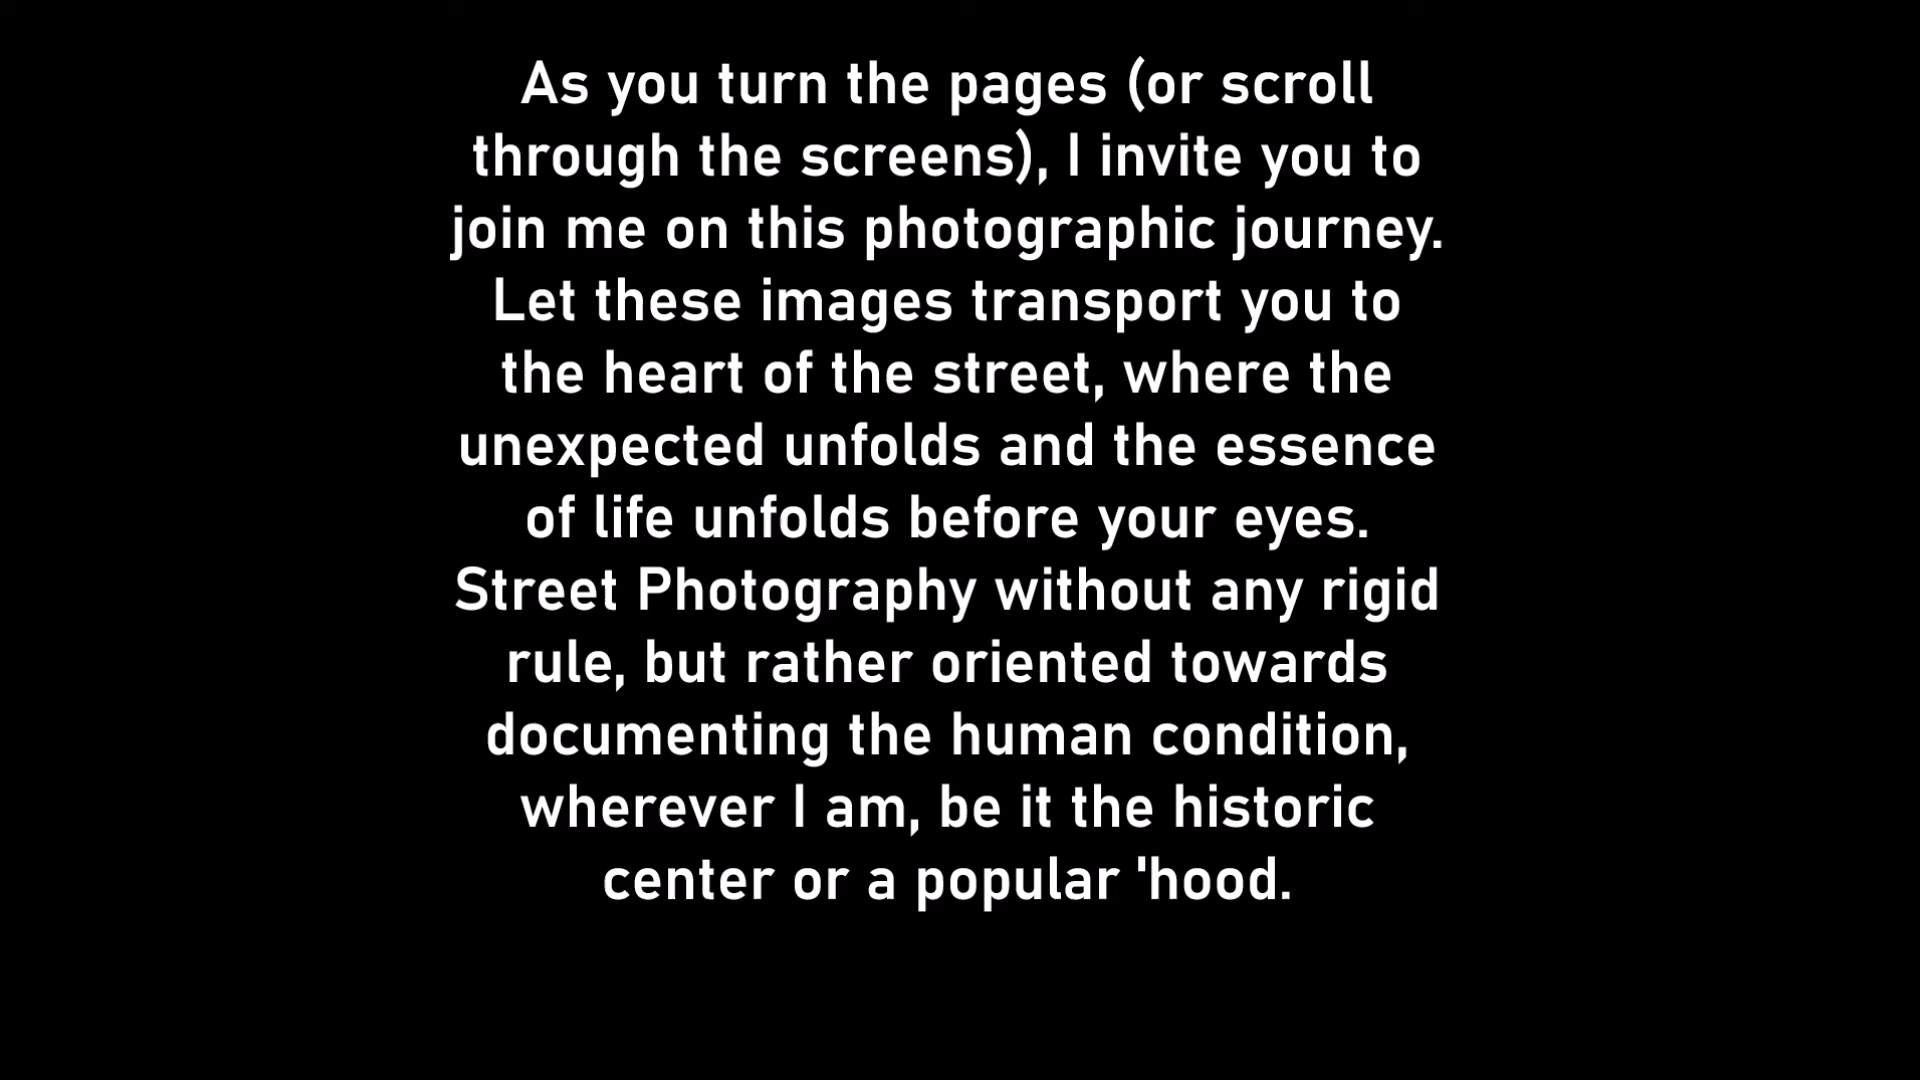 As you turn the pages (or scroll
through the screens), I invite you to
join me on this photographic journey.
Let these images transport you to
the heart of the street, where the
unexpected unfolds and the essence
of life unfolds before your eyes.
Street Photography without any rigid
rule, but rather oriented towards
documenting the human condition,
wherever I am, be it the historic
center or a popular 'hood.